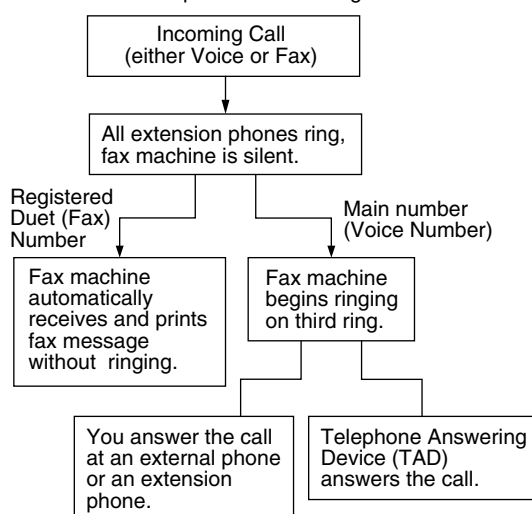 Incoming Call
(either Voice or Fax)
All extension phones ring,
fax machine is silent.
Registered
Duet (Fax)
Number
Main number
(Voice Number)
Fax machine
automatically
receives and prints
fax message
without ringing.
Fax machine
begins ringing
on third ring.
You answer the call
at an external phone
or an extension
phone.
Telephone Answering
Device (TAD)
answers the call.